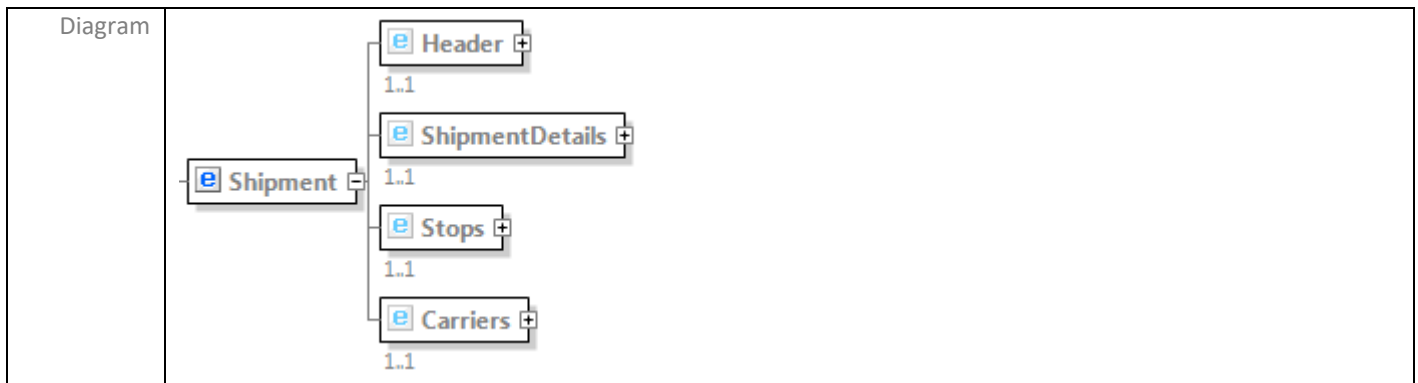 Diagram
e Header
1..1
e ShipmentDetails
1..1
e Shipment
e Stops
1..1
e Carriers
1..1